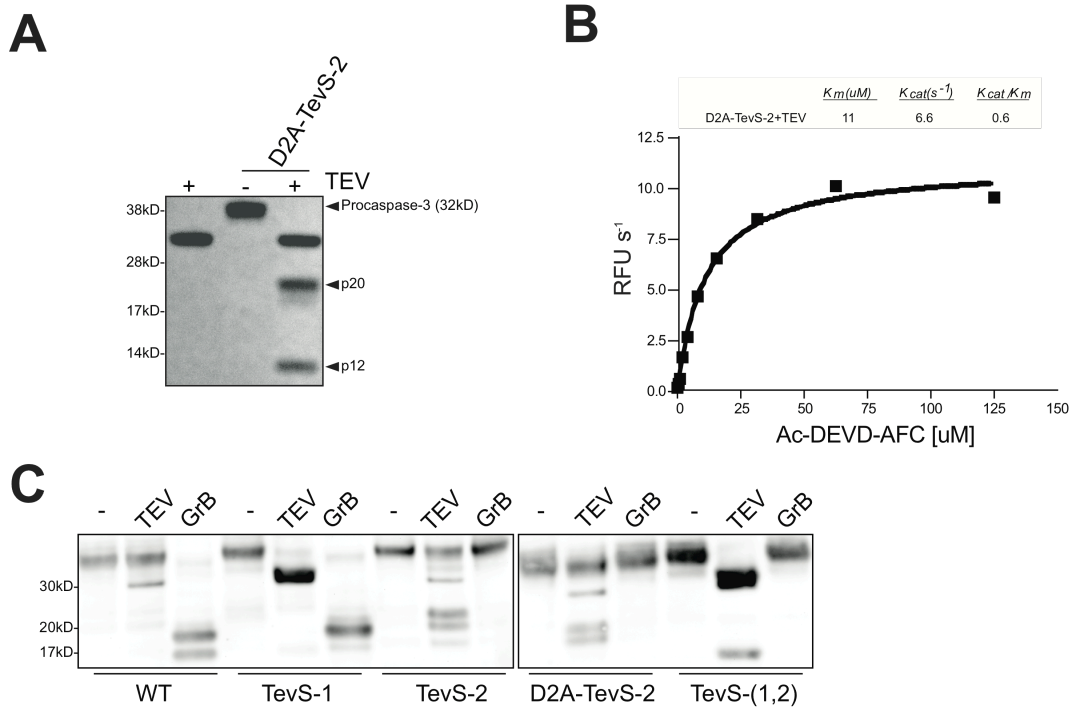 A
D2A-TevS-2
+ - + TEV
38kD-
Procaspase-3 (32kD)
28kD-
p20
17kD-
14kD-
p12
B
Km(uM) Kcat(s-1) Kcat/Km
D2A-TevS-2+TEV 11 6.6 0.6
12.5
10.0
7.5
5.0
2.5
0.0
RFU s-1
0 25 50 75 100 125 150
Ac-DEVD-AFC [uM]
C
- TEV GrB - TEV GrB - TEV GrB - TEV GrB - TEV GrB
30kD-
20kD-
17kD-
WT TevS-1 TevS-2 D2A-TevS-2 TevS-(1,2)